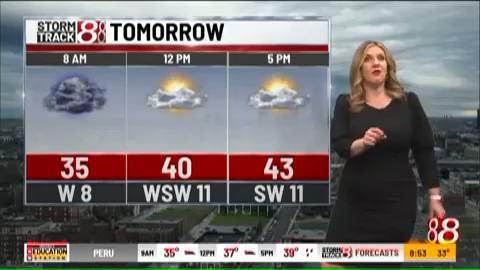 STORM
TRACK 8
TOMORROW
8 AM 12 PM 5 PM
35 40 43
W 8 WSW 11 SW 11
8
EDUCATION
STATION
PERU 9AM 35° 12PM 37° 5PM 39° STORM TRACK 8 FORECASTS 8:53 33°